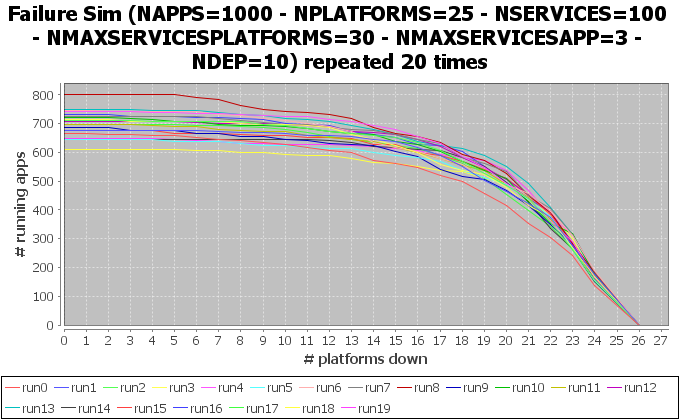 Failure Sim (NAPPS=1000 - NPLATFORMS=25 - NSERVICES=100
- NMAXSERVICESPLATFORMS=30 - NMAXSERVICESAPP=3 -
NDEP=10) repeated 20 times
800
700
600
500
400
300
200
100
0
# running apps
0 1 2 3 4 5 6 7 8 9 10 11 12 13 14 15 16 17 18 19 20 21 22 23 24 25 26 27
# platforms down
run0 run1 run2 run3 run4 run5 run6 run7 run8 run9 run10 run11 run12
run13 run14 run15 run16 run17 run18 run19